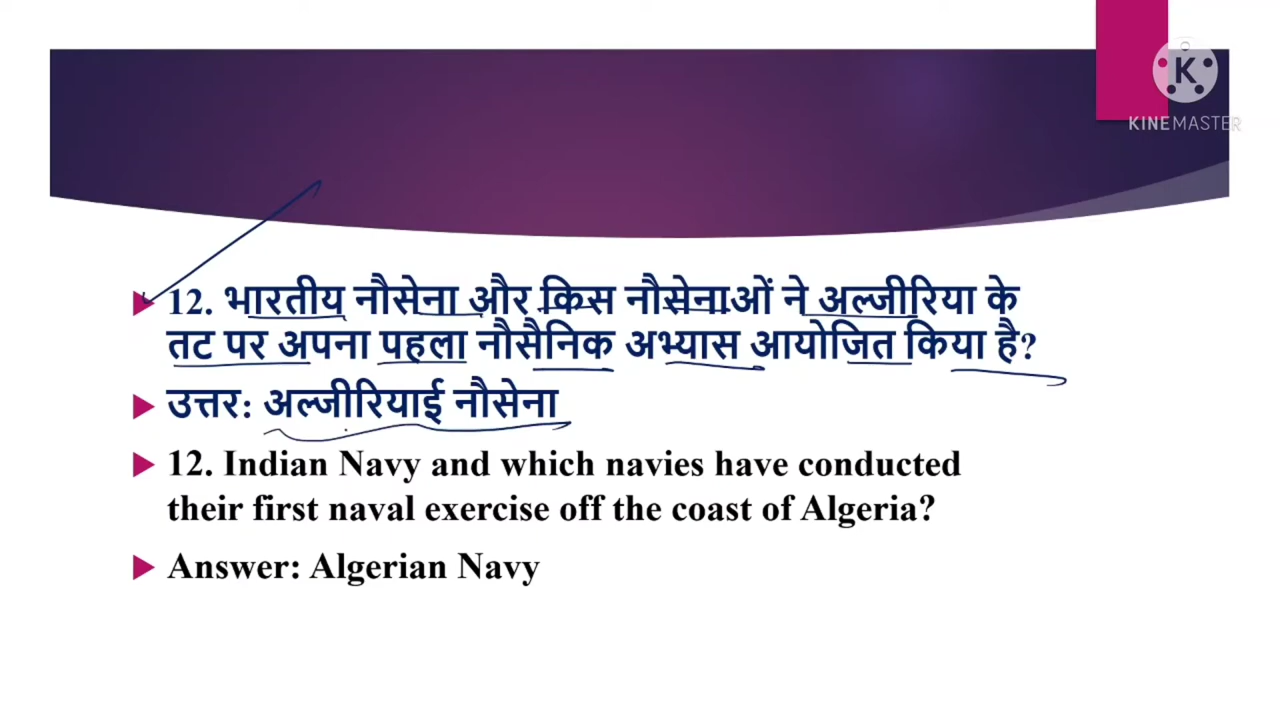 K
KINEMASTER
12. भारतीय नौसेना और किस नौसेनाओं ने अल्जीरिया के
तट पर अपना पहला नौसैनिक अभ्यास आयोजित किया है?
उत्तर: अल्जीरियाई नौसेना
12. Indian Navy and which navies have conducted
their first naval exercise off the coast of Algeria?
Answer: Algerian Navy